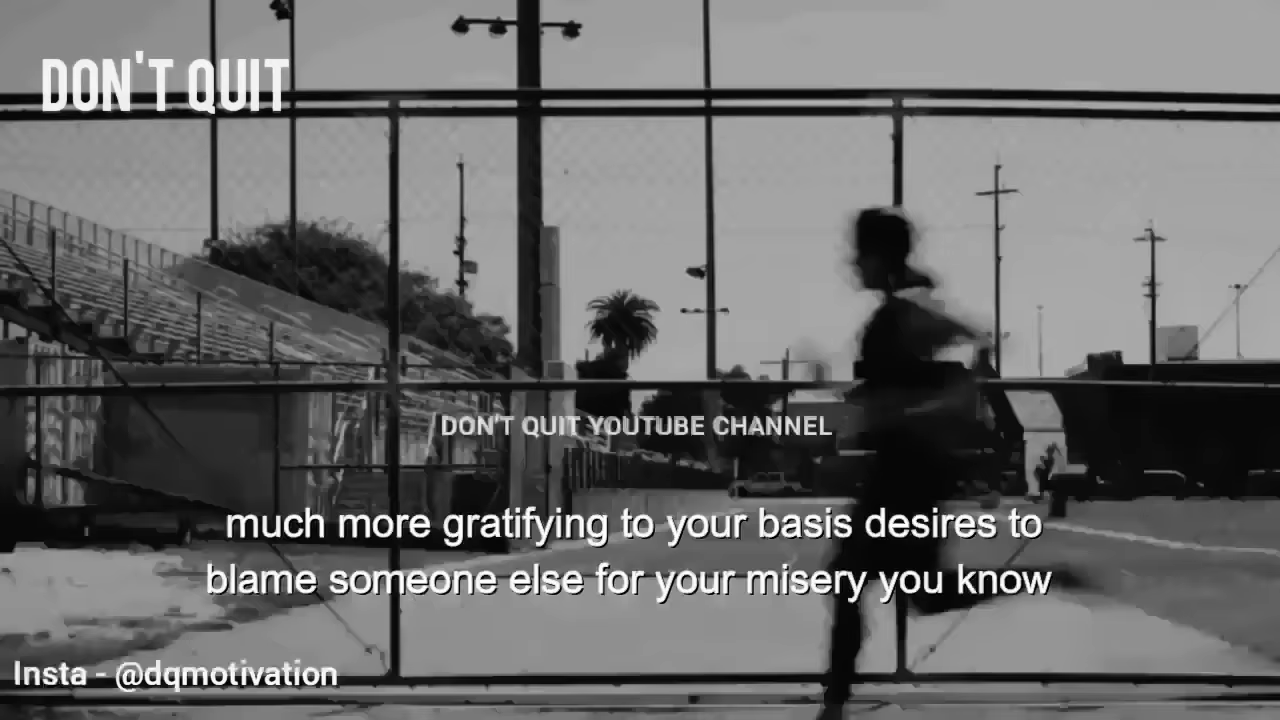 DON'T QUIT
DON'T QUIT YOUTUBE CHANNEL
much more gratifying to your basis desires to
blame someone else for your misery you know
Insta - @dqmotivation